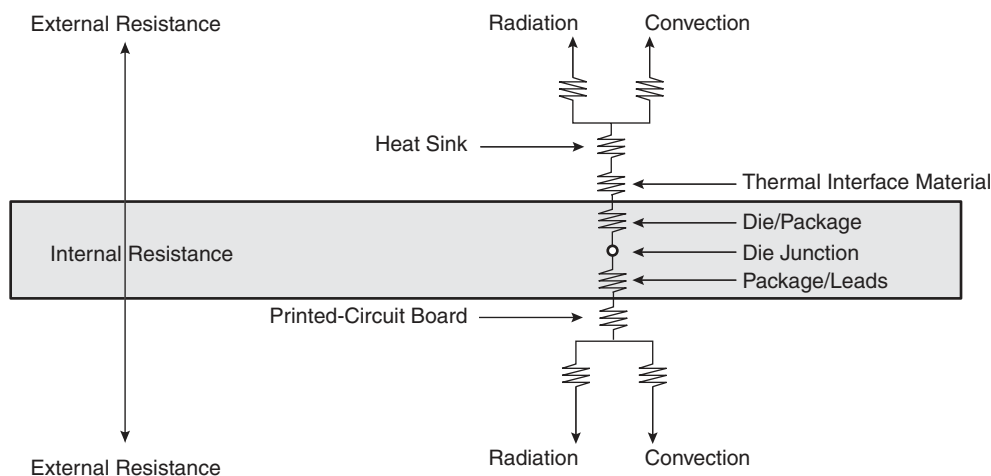 External Resistance
Radiation
Convection
Heat Sink
Thermal Interface Material
Die/Package
Internal Resistance
Die Junction
Package/Leads
Printed-Circuit Board
Radiation
Convection
External Resistance